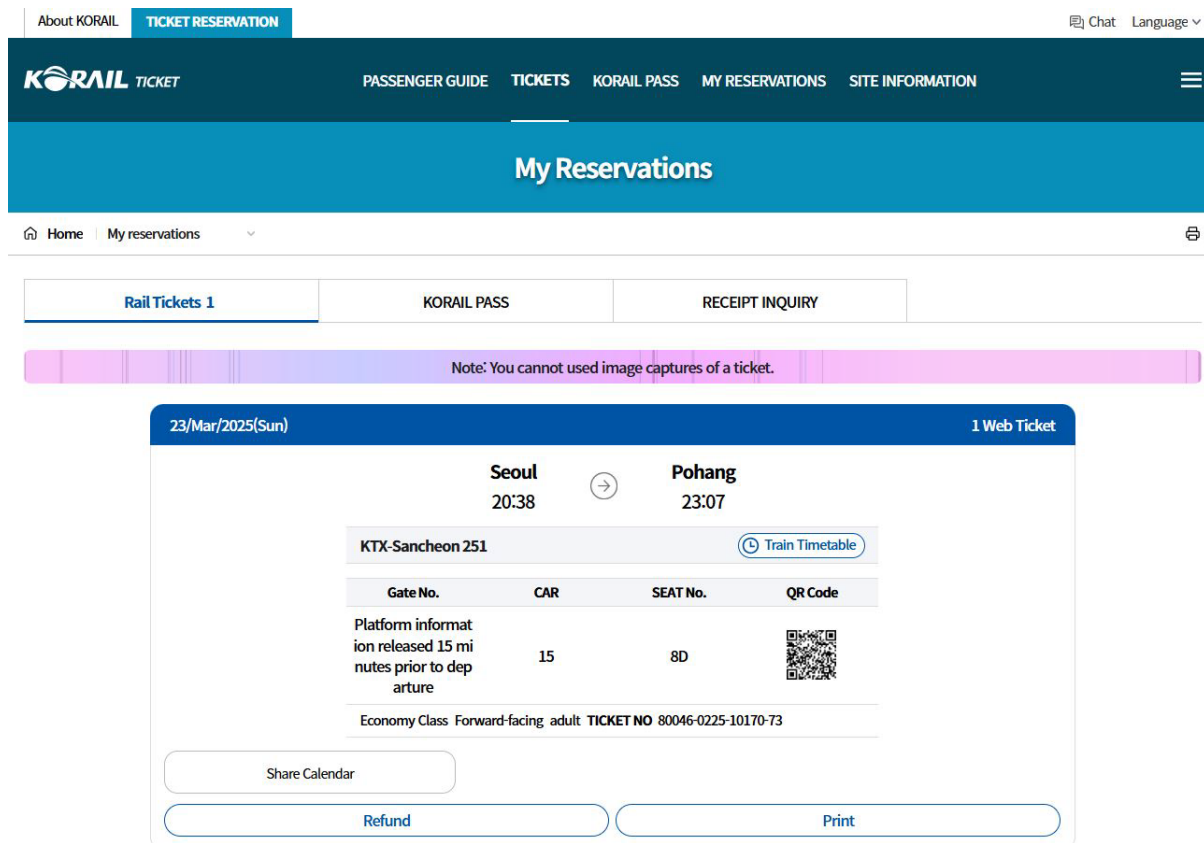 About KORAIL TICKET RESERVATION Chat Language
KORAIL TICKET PASSENGER GUIDE TICKETS KORAIL PASS MY RESERVATIONS SITE INFORMATION
My Reservations
Home My reservations
Rail Tickets 1 KORAIL PASS RECEIPT INQUIRY
Note: You cannot used image captures of a ticket.
23/Mar/2025(Sun) 1 Web Ticket
Seoul Pohang
20:38 23:07
KTX-Sancheon 251 Train Timetable
Gate No. CAR SEAT No. QR Code
Platform informat
ion released 15 mi
nutes prior to dep
arture
15 8D
Economy Class Forward-facing adult TICKET NO 80046-0225-10170-73
Share Calendar
Refund Print